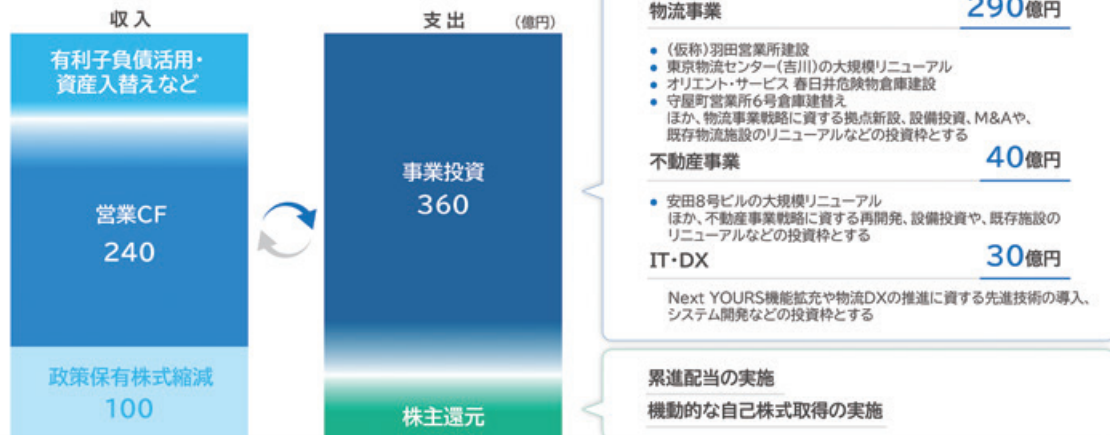 収入
有利子負債活用・
資産入替えなど
営業CF
240
政策保有株式縮減
100
支出
(億円)
事業投資
360
株主還元
物流事業
290億円
• (仮称)羽田営業所建設
• 東京物流センター(吉川)の大規模リニューアル
• オリエント・サービス 春日井危険物倉庫建設
• 守屋町営業所6号倉庫建替え
ほか、物流事業戦略に資する拠点新設、設備投資、M&Aや、
既存物流施設のリニューアルなどの投資枠とする
不動産事業
40億円
• 安田8号ビルの大規模リニューアル
ほか、不動産事業戦略に資する再開発、設備投資や、既存施設の
リニューアルなどの投資枠とする
IT・DX
30億円
Next YOURS機能拡充や物流DXの推進に資する先進技術の導入、
システム開発などの投資枠とする
累進配当の実施
機動的な自己株式取得の実施